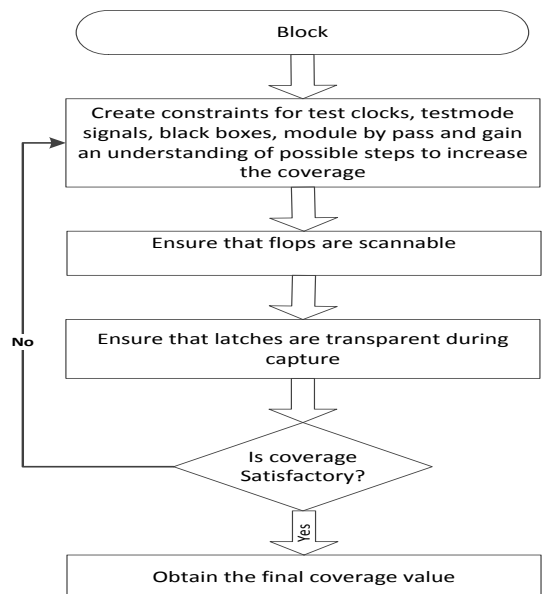 Block
Create constraints for test clocks, testmode
signals, black boxes, module by pass and gain
an understanding of possible steps to increase
the coverage
Ensure that flops are scannable
Ensure that latches are transparent during
capture
No
Is coverage
Satisfactory?
Yes
Obtain the final coverage value